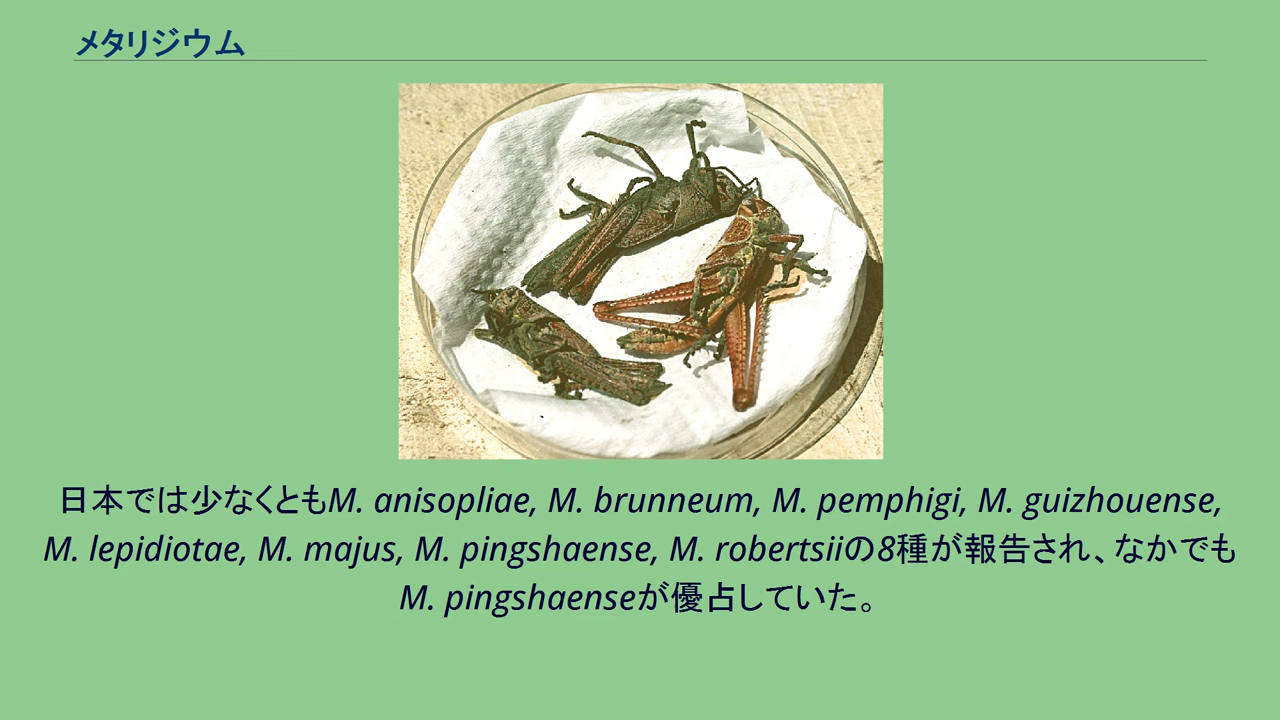 メタリジウム
日本では少なくともM. anisopliae, M. brunneum, M. pemphigi, M. guizhouense,
M. lepidiotae, M. majus, M. pingshaense, M. robertsiiの8種が報告され、なかでも
M. pingshaenseが優占していた。